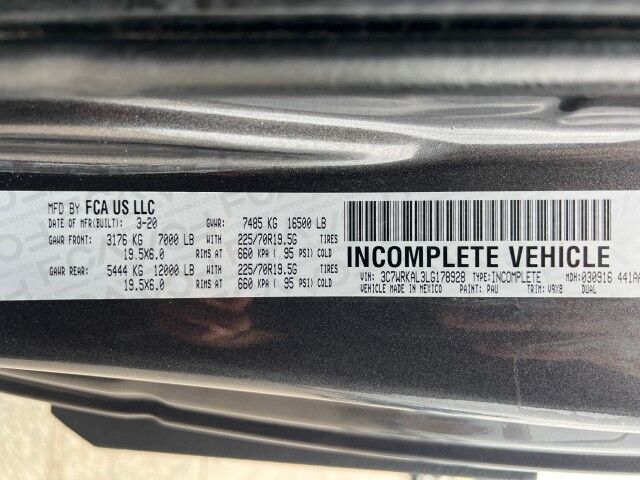 MFD BY FCA US LLC
DATE OF MFR(BUILT): 3-20 GVWR: 7485 KG 16500 LB
GAWR FRONT: 3176 KG 7000 LB WITH 225/70R19.5G TIRES
19.5X6.0 RIMS AT 660 KPA ( 95 PSI) COLD
GAWR REAR: 5444 KG 12000 LB WITH 225/70R19.5G TIRES
19.5X6.0 RIMS AT 660 KPA ( 95 PSI) COLD
INCOMPLETE VEHICLE
VIN: 3C7WRKAL3LG178928 TYPE: INCOMPLETE MDH: 030916 441AA
VEHICLE MADE IN MEXICO PAINT: PAU TRIM: V9X8 DUAL